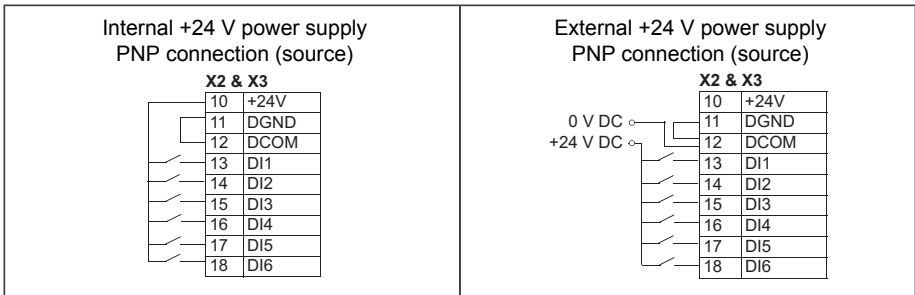 Internal +24 V power supply
PNP connection (source)
X2 & X3
10 +24V
11 DGND
12 DCOM
13 DI1
14 DI2
15 DI3
16 DI4
17 DI5
18 DI6
External +24 V power supply
PNP connection (source)
X2 & X3
10 +24V
0 V DC 11 DGND
12 DCOM
+24 V DC
13 DI1
14 DI2
15 DI3
16 DI4
17 DI5
18 DI6